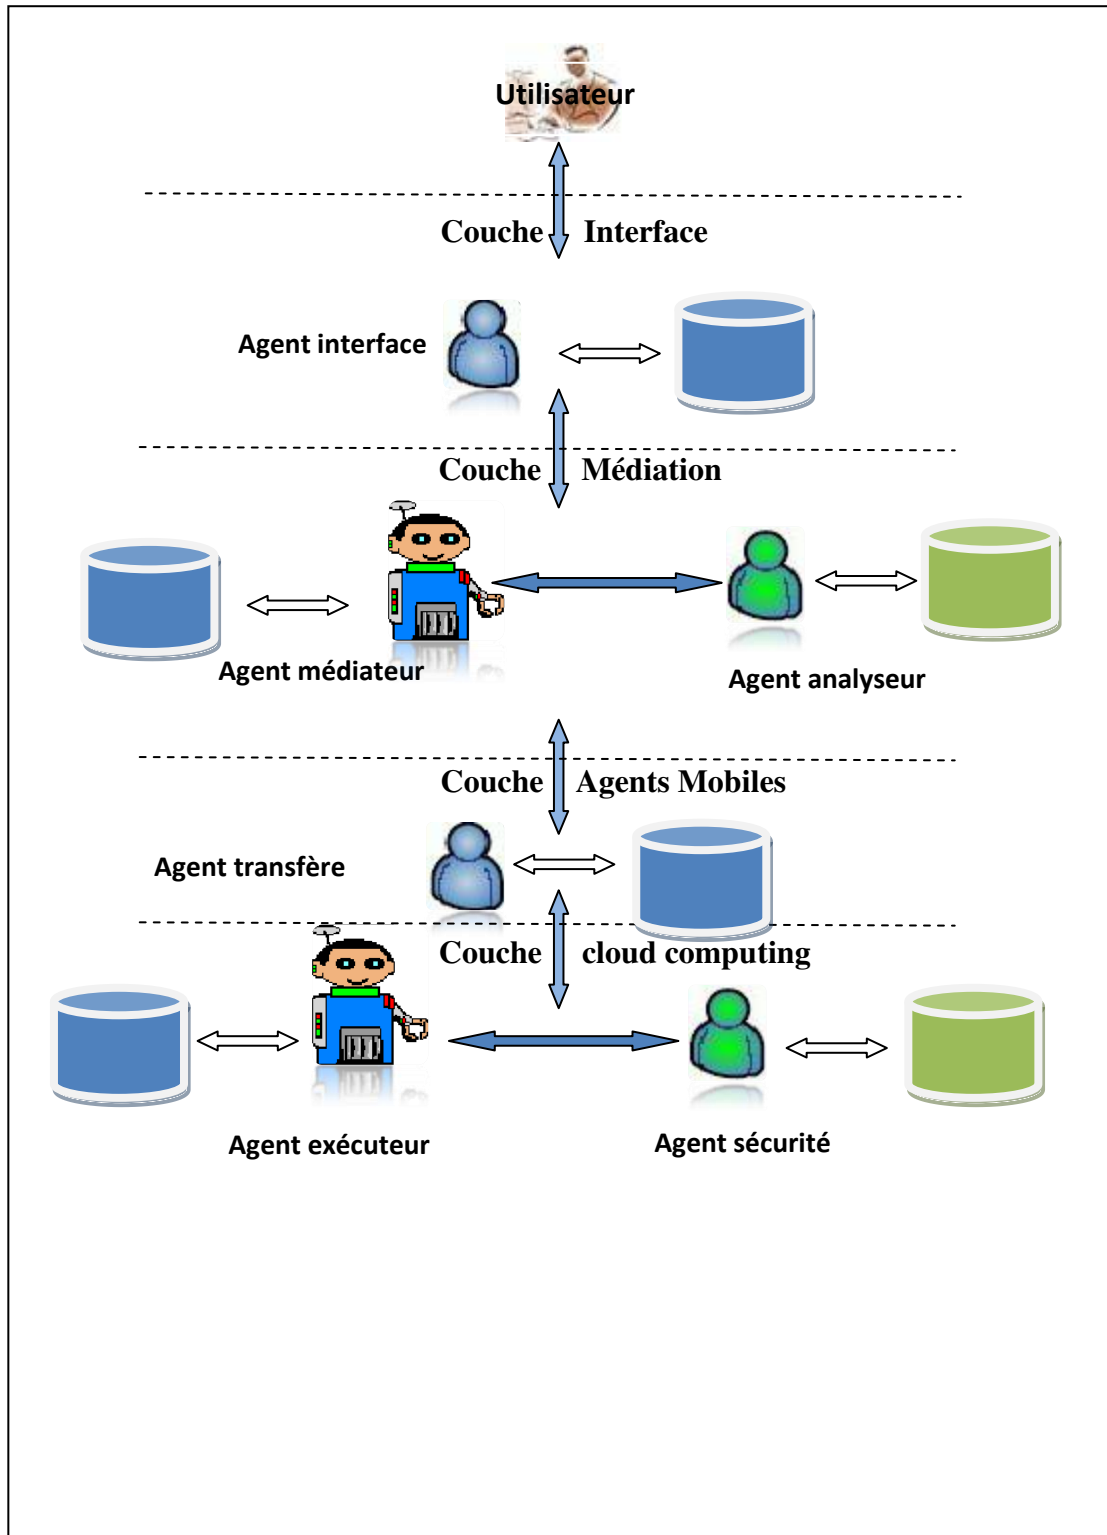 Utilisateur
Couche Interface
Agent interface
Couche Médiation
Agent médiateur
Agent analyseur
Couche Agents Mobiles
Agent transfère
Couche cloud computing
Agent exécuteur
Agent sécurité